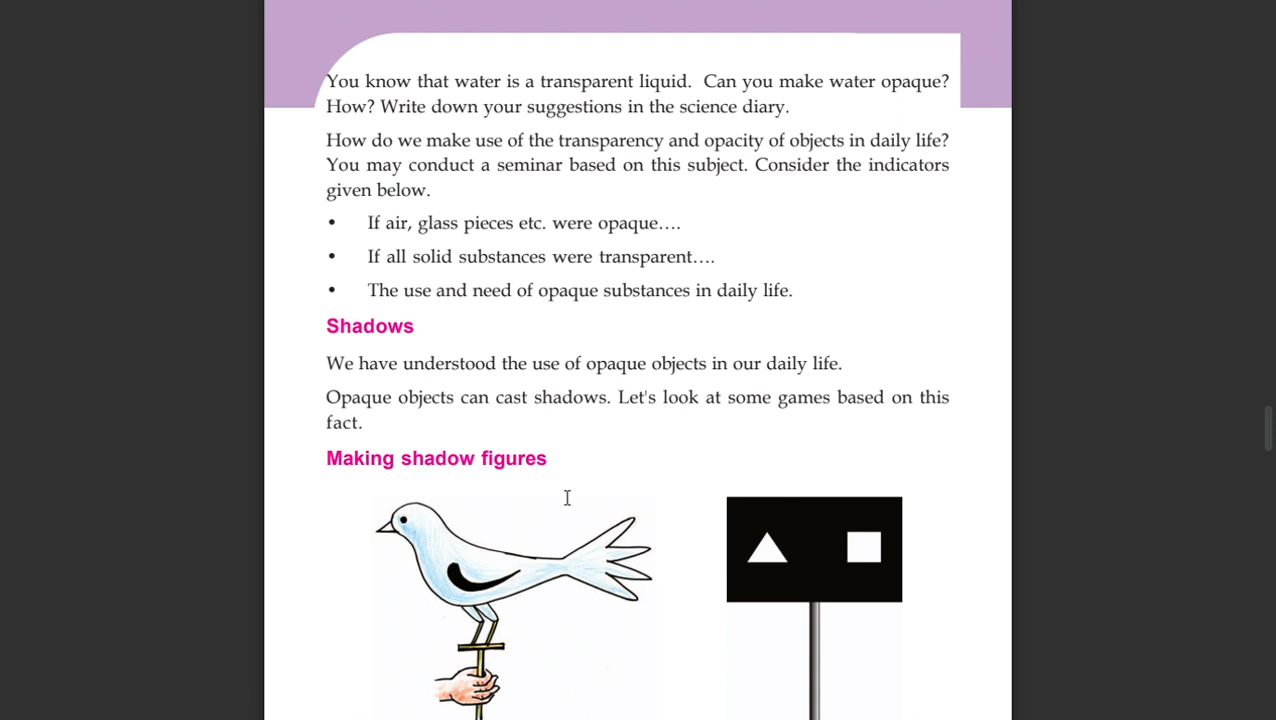 You know that water is a transparent liquid.  Can you make water opaque?
How? Write down your suggestions in the science diary.
How do we make use of the transparency and opacity of objects in daily life?
You may conduct a seminar based on this subject. Consider the indicators
given below.
• If air, glass pieces etc. were opaque….
• If all solid substances were transparent….
• The use and need of opaque substances in daily life.
Shadows
We have understood the use of opaque objects in our daily life.
Opaque objects can cast shadows. Let's look at some games based on this
fact.
Making shadow figures